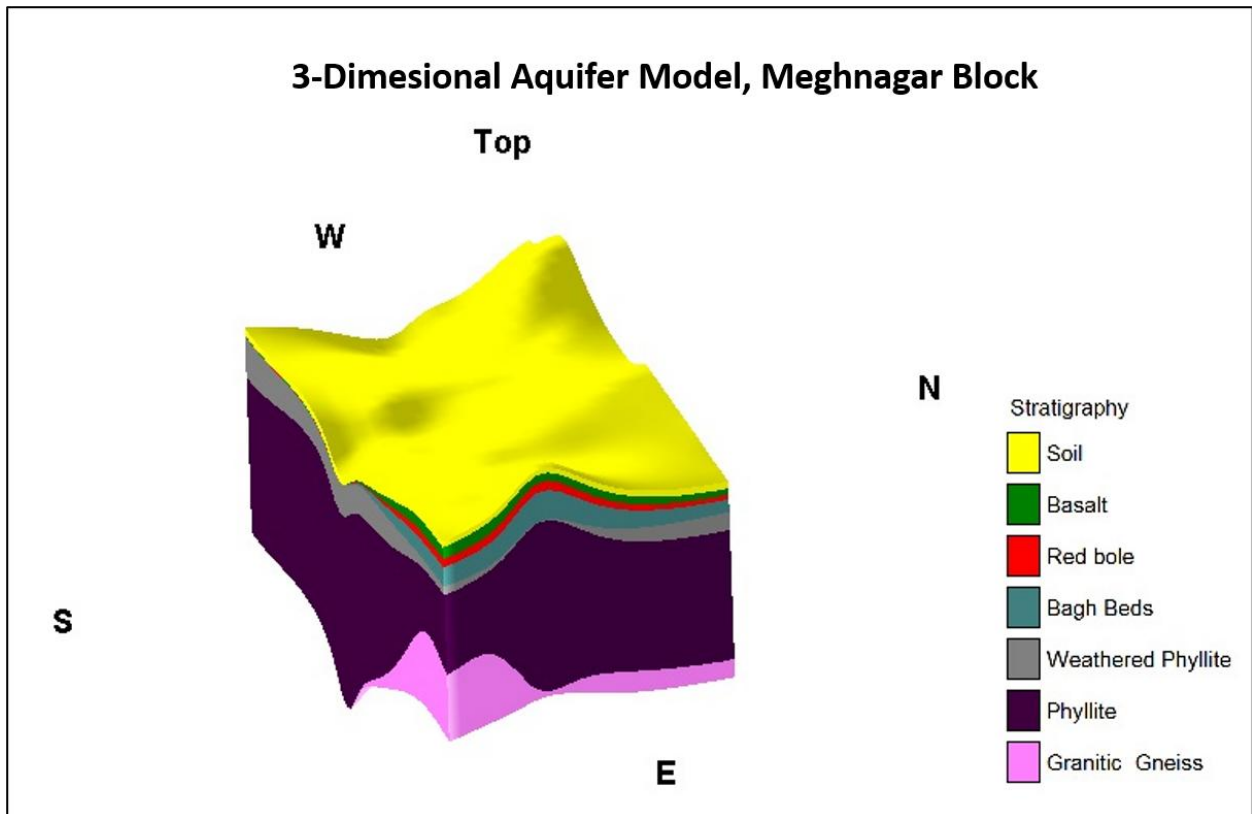 3-Dimesional Aquifer Model, Meghnagar Block
Top
W
N
S
E
Stratigraphy
Soil
Basalt
Red bole
Bagh Beds
Weathered Phyllite
Phyllite
Granitic Gneiss